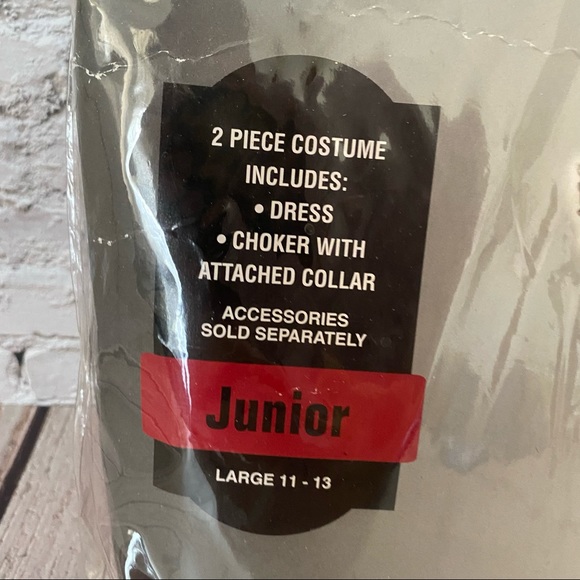 2 PIECE COSTUME
INCLUDES:
• DRESS
• CHOKER WITH
ATTACHED COLLAR
ACCESSORIES
SOLD SEPARATELY
Junior
LARGE 11 - 13